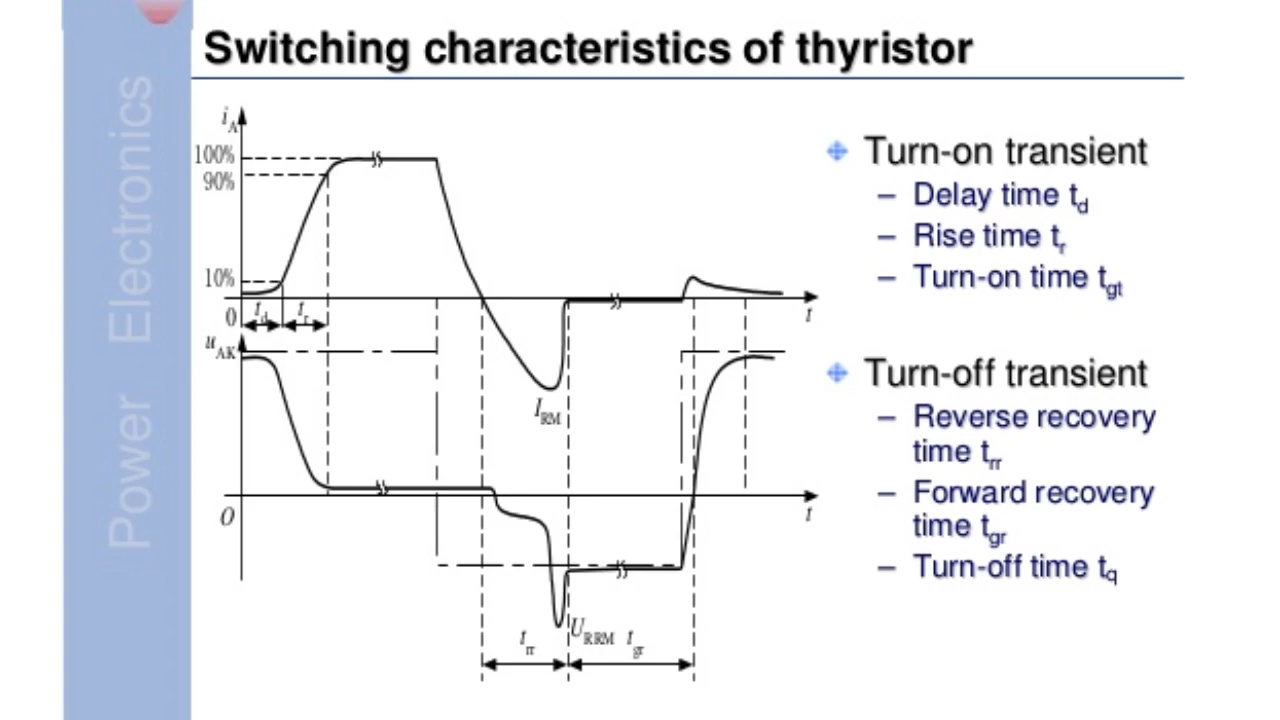 Switching characteristics of thyristor
Power Electronics
iA
100%
90%
10%
0
td
tr
t
uAK
IRM
O
t
trr
URRM
tgr
Turn-on transient
– Delay time td
– Rise time tr
– Turn-on time tgt
Turn-off transient
– Reverse recovery
time trr
– Forward recovery
time tgr
– Turn-off time tq